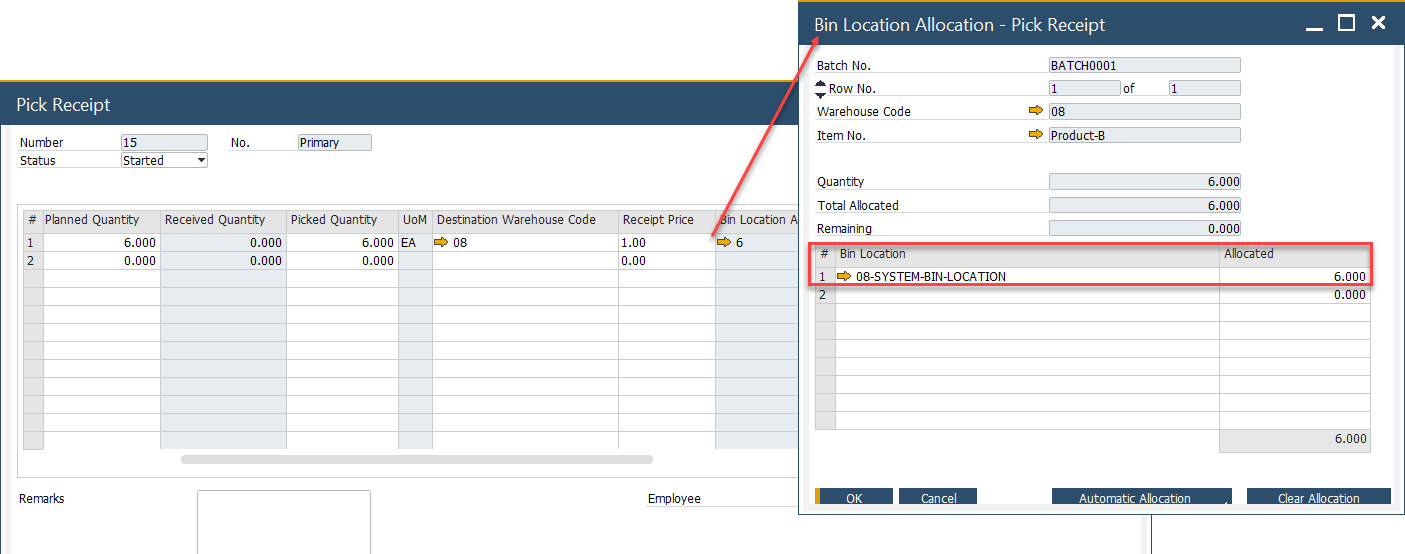 Pick Receipt
Number 15 No. Primary
Status Started
# Planned Quantity Received Quantity Picked Quantity UoM Destination Warehouse Code Receipt Price Bin Location A
1 6.000 0.000 6.000 EA 08 1.00 6
2 0.000 0.000 0.000 0.00
Remarks Employee
Bin Location Allocation - Pick Receipt
Batch No. BATCH0001
Row No. 1 of 1
Warehouse Code 08
Item No. Product-B
Quantity 6.000
Total Allocated 6.000
Remaining 0.000
# Bin Location Allocated
1 08-SYSTEM-BIN-LOCATION 6.000
2 0.000
6.000
OK Cancel Automatic Allocation Clear Allocation